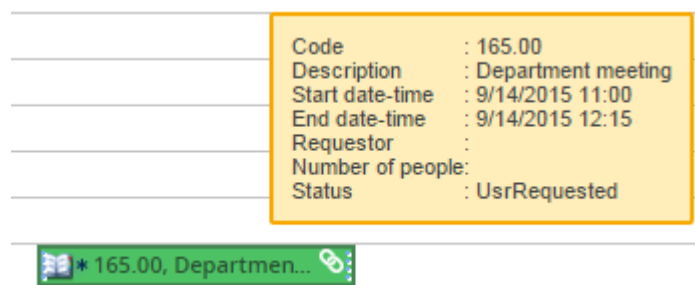 Code : 165.00
Description : Department meeting
Start date-time : 9/14/2015 11:00
End date-time : 9/14/2015 12:15
Requestor :
Number of people:
Status : UsrRequested
* 165.00, Departmen...